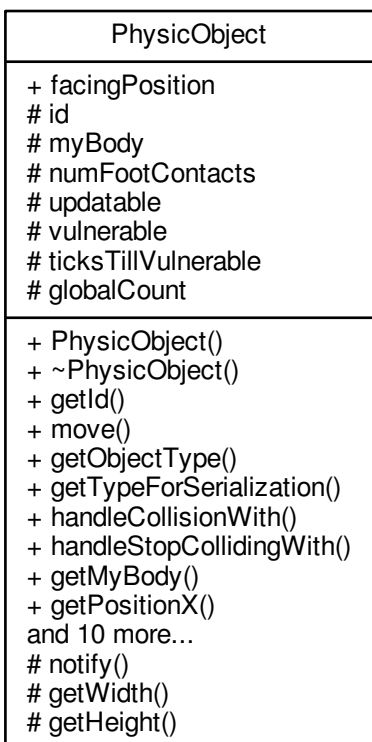 PhysicObject
+ facingPosition
# id
# myBody
# numFootContacts
# updatable
# vulnerable
# ticksTillVulnerable
# globalCount
+ PhysicObject()
+ ~PhysicObject()
+ getId()
+ move()
+ getObjectType()
+ getTypeForSerialization()
+ handleCollisionWith()
+ handleStopCollidingWith()
+ getMyBody()
+ getPositionX()
and 10 more...
# notify()
# getWidth()
# getHeight()